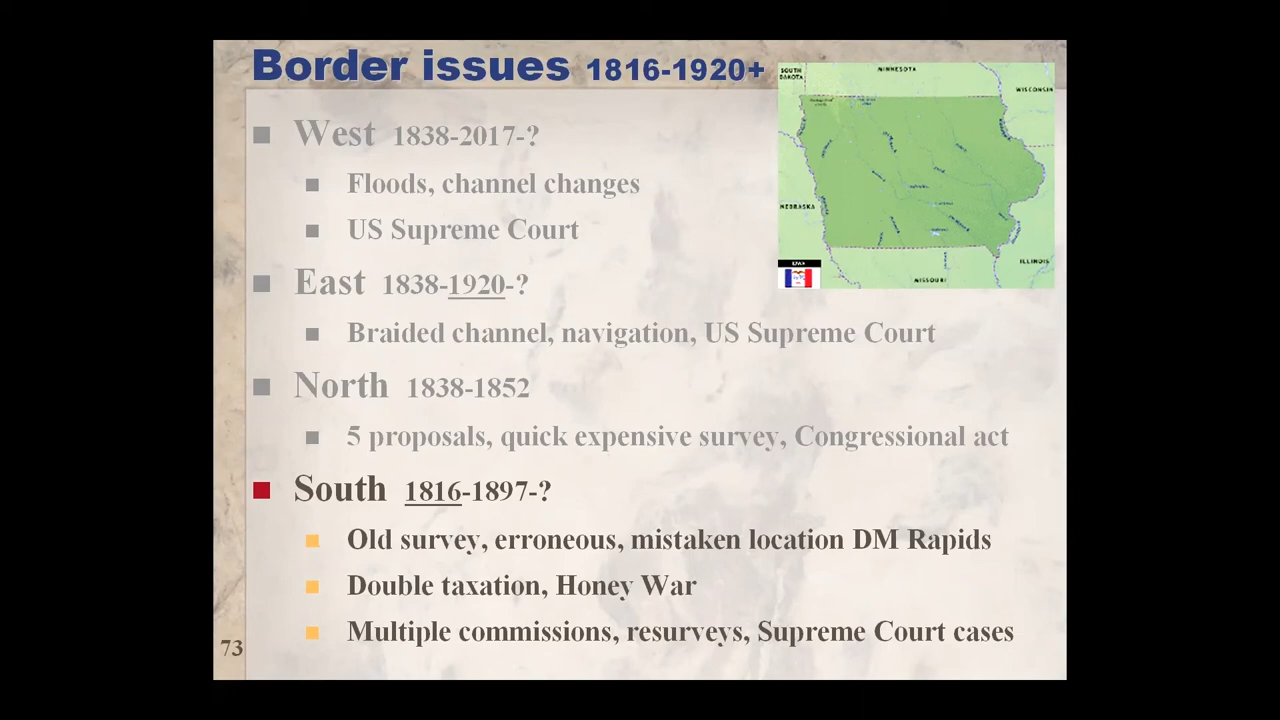 Border issues 1816-1920+
West 1838-2017-?
Floods, channel changes
US Supreme Court
East 1838-1920-?
Braided channel, navigation, US Supreme Court
North 1838-1852
5 proposals, quick expensive survey, Congressional act
South 1816-1897-?
Old survey, erroneous, mistaken location DM Rapids
Double taxation, Honey War
Multiple commissions, resurveys, Supreme Court cases
73
SOUTH
DAKOTA
MINNESOTA
WISCONSIN
NEBRASKA
ILLINOIS
MISSOURI